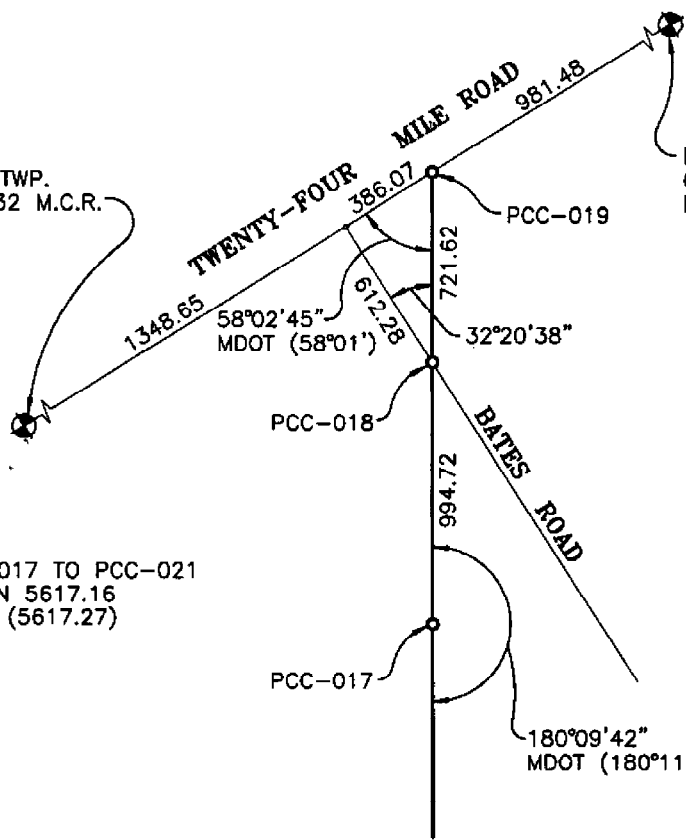 981.48
TWENTY-FOUR MILE ROAD
TWP.
32 M.C.R.
386.07
PCC-019
1348.65
721.62
58°02'45"
MDOT (58°01')
612.28
32°20'38"
PCC-018
BATES ROAD
994.72
017 TO PCC-021
N 5617.16
(5617.27)
PCC-017
180°09'42"
MDOT (180°11